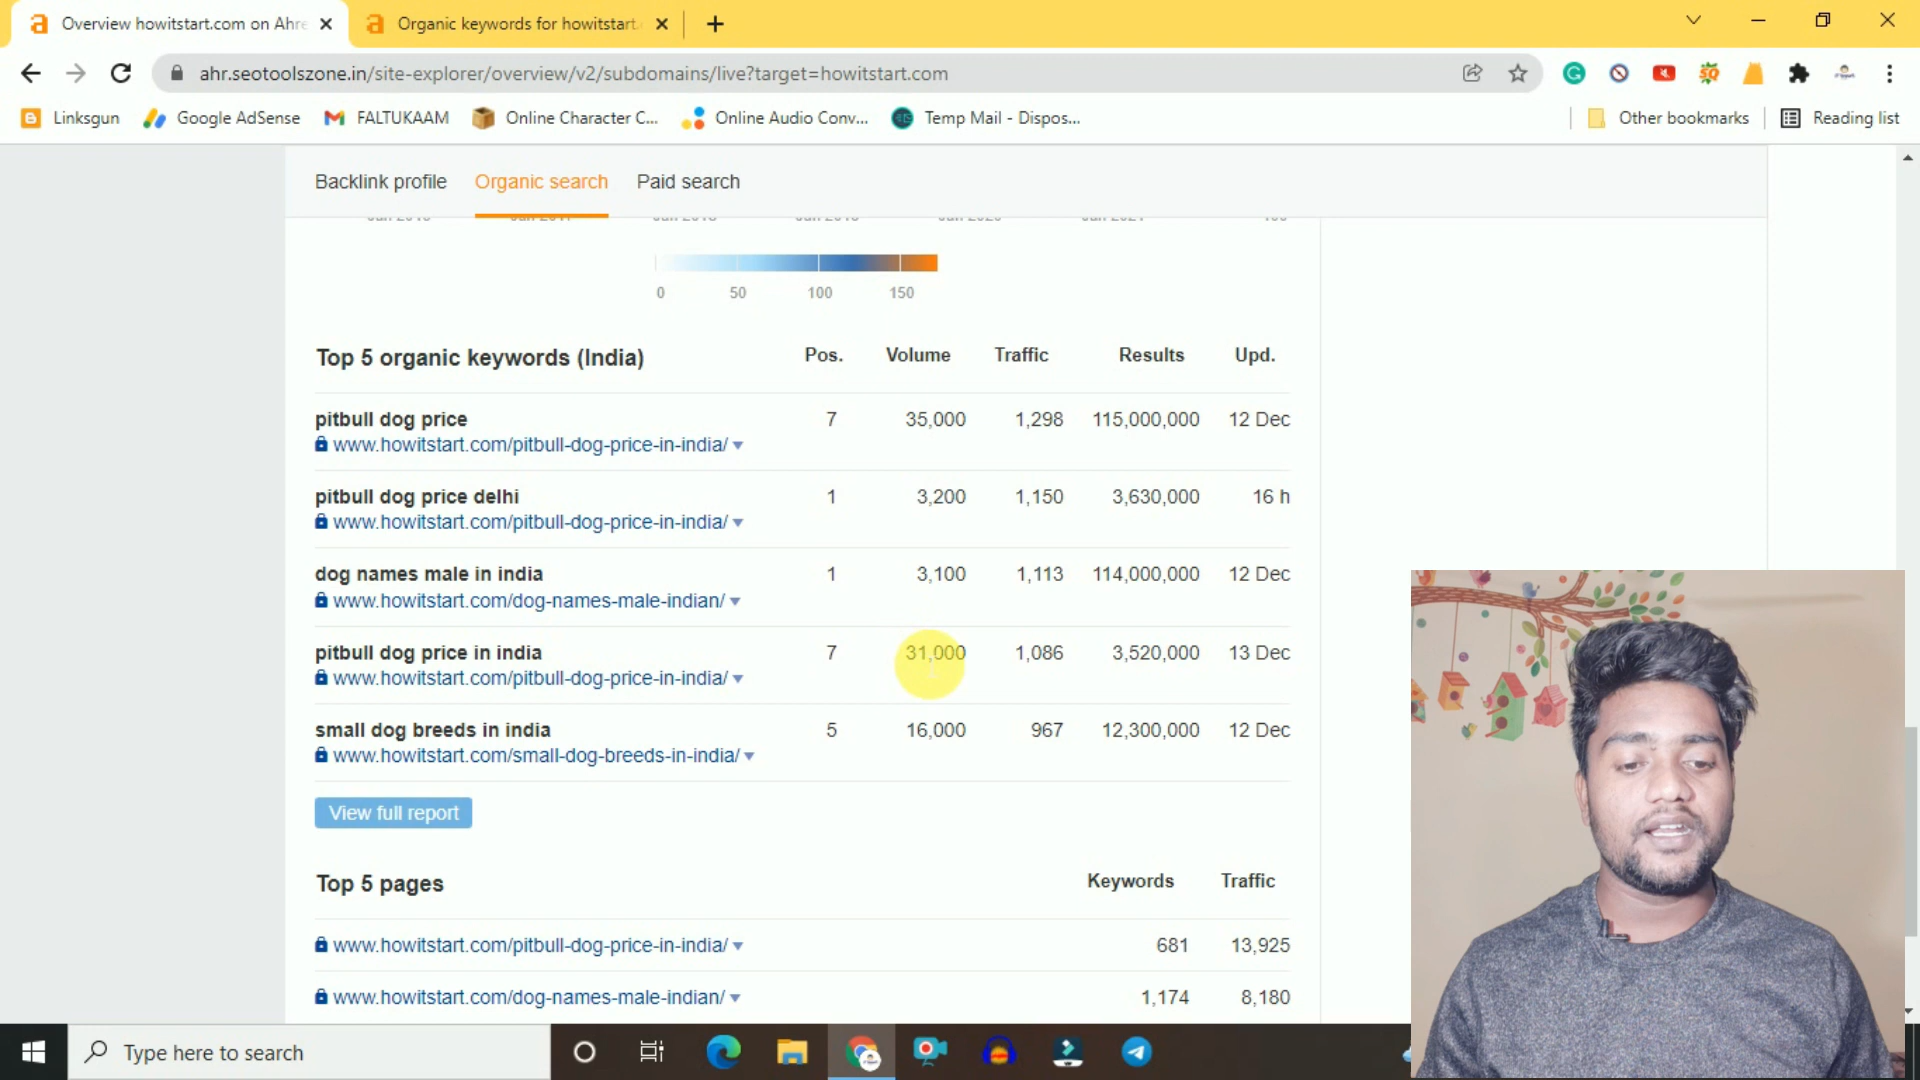 Overview howitstart.com on Ahre
Organic keywords for howitstart.
ahr.seotoolszone.in/site-explorer/overview/v2/subdomains/live?target=howitstart.com
Linksgun
Google AdSense
FALTUKAAM
Online Character C...
Online Audio Conv...
Temp Mail - Dispos...
Other bookmarks
Reading list
Backlink profile
Organic search
Paid search
0 50 100 150
Top 5 organic keywords (India) Pos. Volume Traffic Results Upd.
pitbull dog price 7 35,000 1,298 115,000,000 12 Dec
www.howitstart.com/pitbull-dog-price-in-india/
pitbull dog price delhi 1 3,200 1,150 3,630,000 16 h
www.howitstart.com/pitbull-dog-price-in-india/
dog names male in india 1 3,100 1,113 114,000,000 12 Dec
www.howitstart.com/dog-names-male-indian/
pitbull dog price in india 7 31,000 1,086 3,520,000 13 Dec
www.howitstart.com/pitbull-dog-price-in-india/
small dog breeds in india 5 16,000 967 12,300,000 12 Dec
www.howitstart.com/small-dog-breeds-in-india/
View full report
Top 5 pages Keywords Traffic
www.howitstart.com/pitbull-dog-price-in-india/ 681 13,925
www.howitstart.com/dog-names-male-indian/ 1,174 8,180
Type here to search